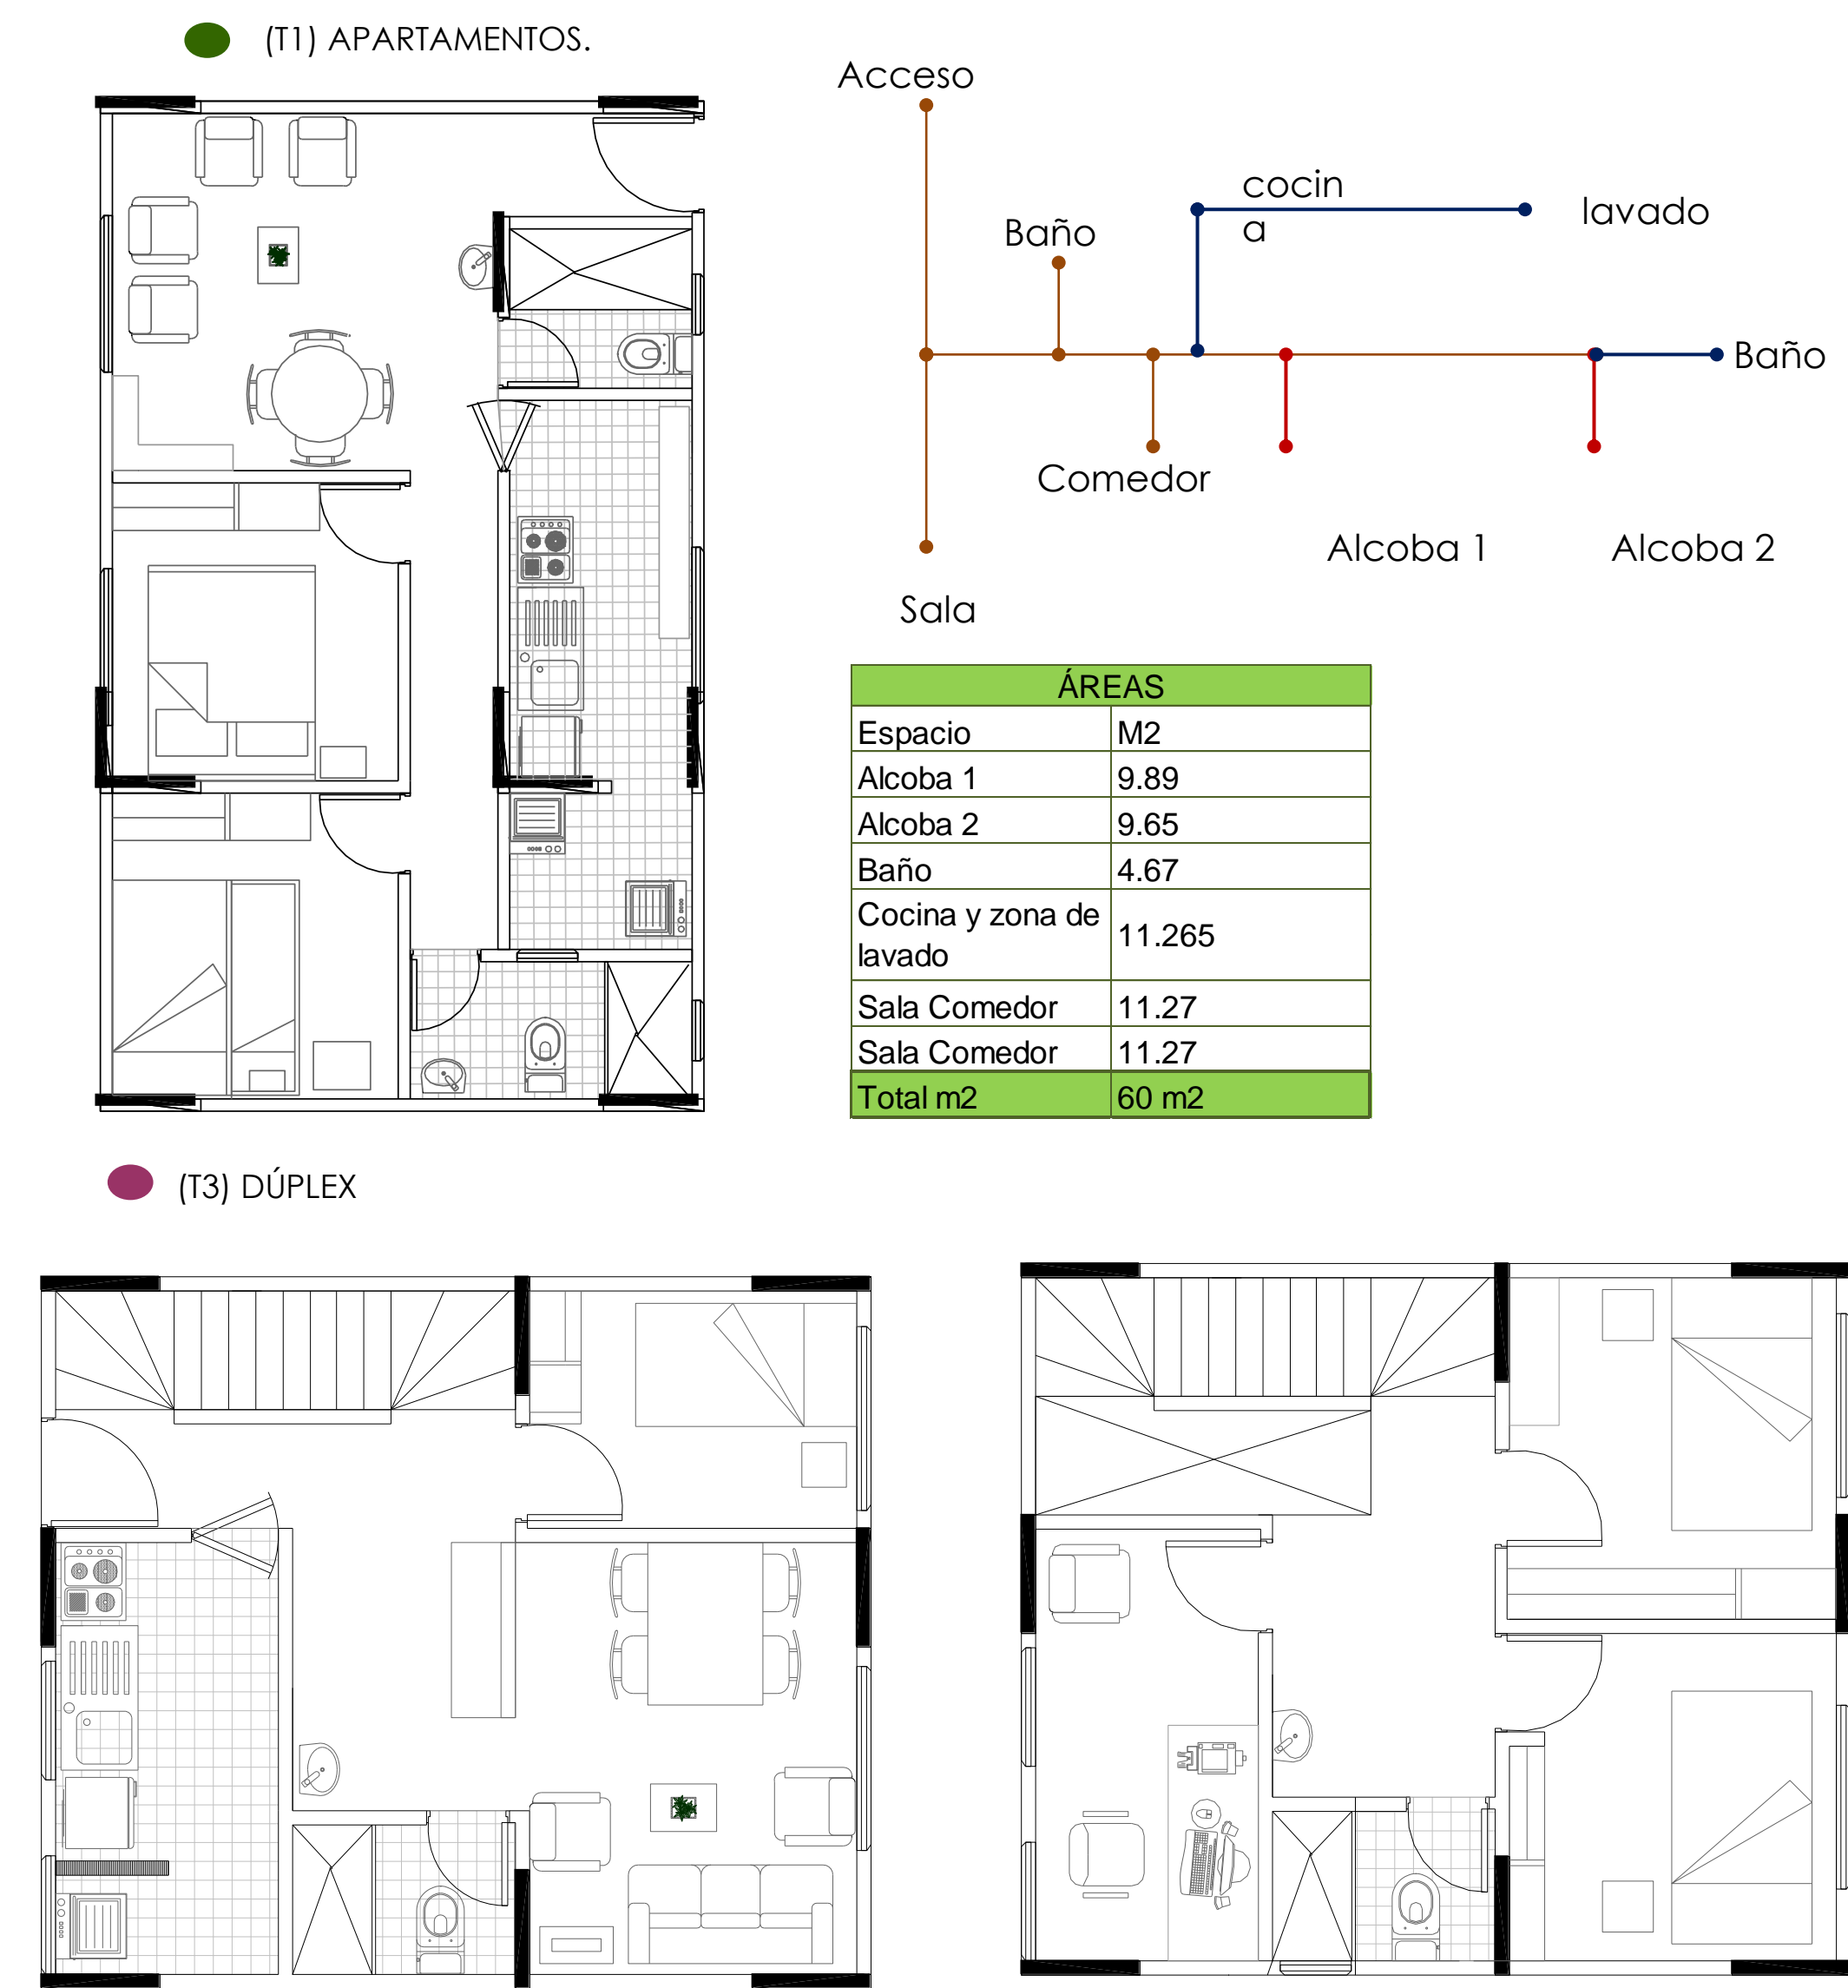 (T1) APARTAMENTOS.
Acceso
cocin
a
lavado
Baño
Baño
Comedor
Alcoba 1
Alcoba 2
Sala
ÁREAS
Espacio M2
Alcoba 1 9.89
Alcoba 2 9.65
Baño 4.67
Cocina y zona de
lavado 11.265
Sala Comedor 11.27
Sala Comedor 11.27
Total m2 60 m2
(T3) DÚPLEX